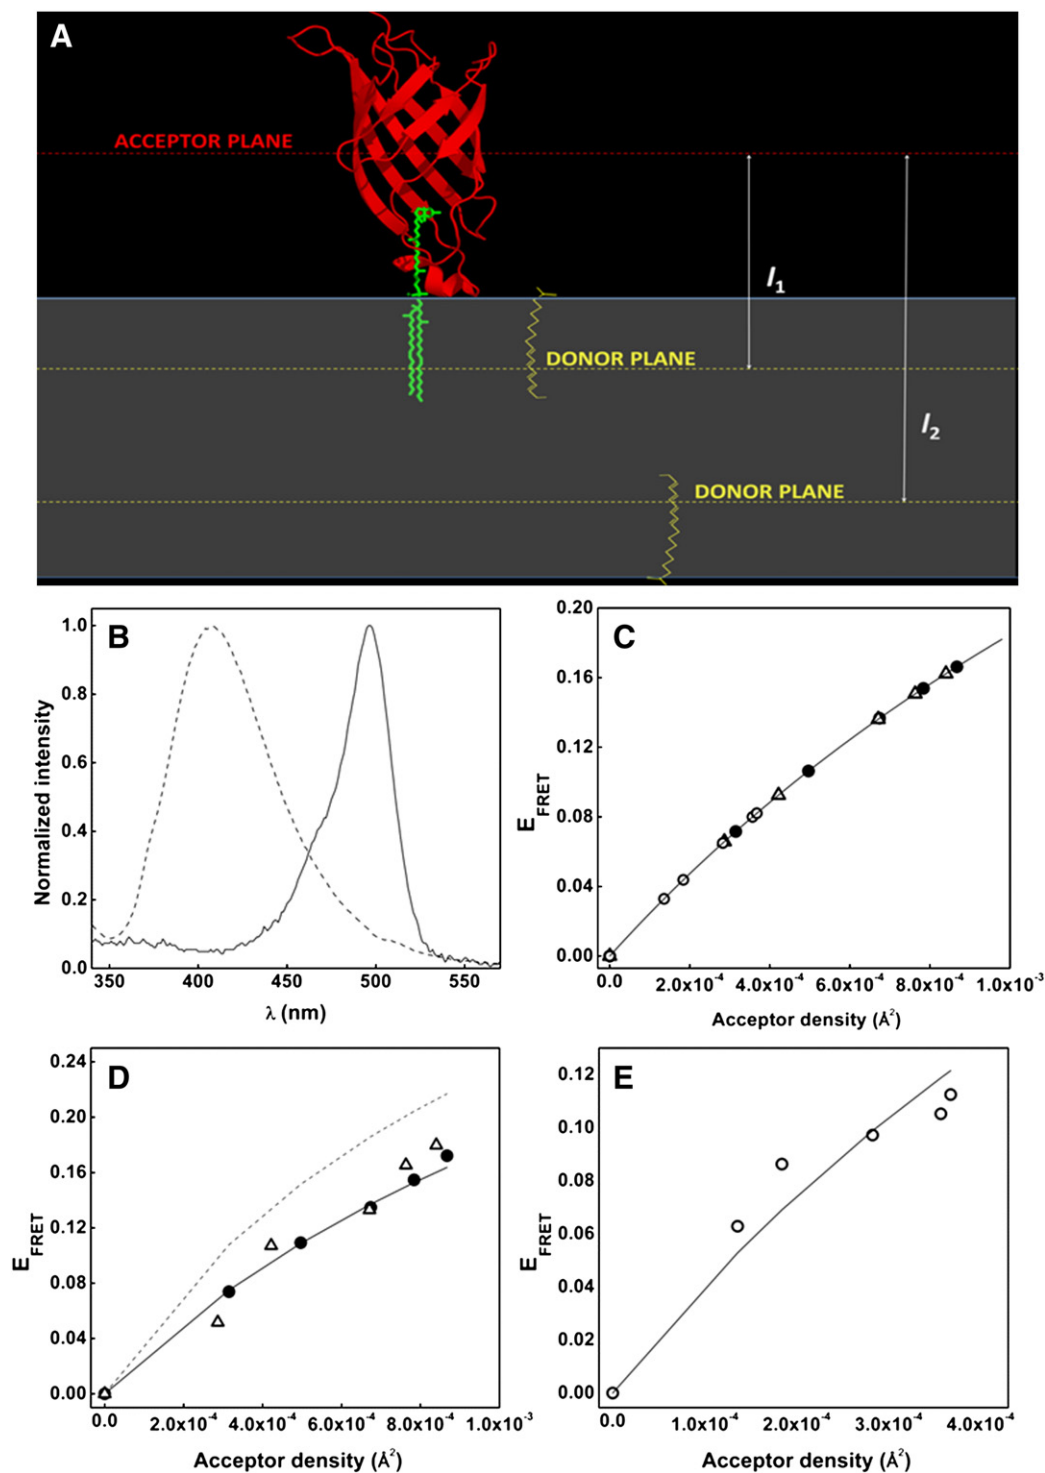 A
ACCEPTOR PLANE
l1
DONOR PLANE
l2
DONOR PLANE
B
Normalized intensity
1.0
0.8
0.6
0.4
0.2
0.0
350
400
450
500
550
λ (nm)
C
E FRET
0.20
0.16
0.12
0.08
0.04
0.00
0.0
2.0x10-4
4.0x10-4
6.0x10-4
8.0x10-4
1.0x10-3
Acceptor density (Å2)
D
E FRET
0.24
0.20
0.16
0.12
0.08
0.04
0.00
0.0
2.0x10-4
4.0x10-4
6.0x10-4
8.0x10-4
1.0x10-3
Acceptor density (Å2)
E
E FRET
0.12
0.10
0.08
0.06
0.04
0.02
0.00
0.0
1.0x10-4
2.0x10-4
3.0x10-4
4.0x10-4
Acceptor density (Å2)